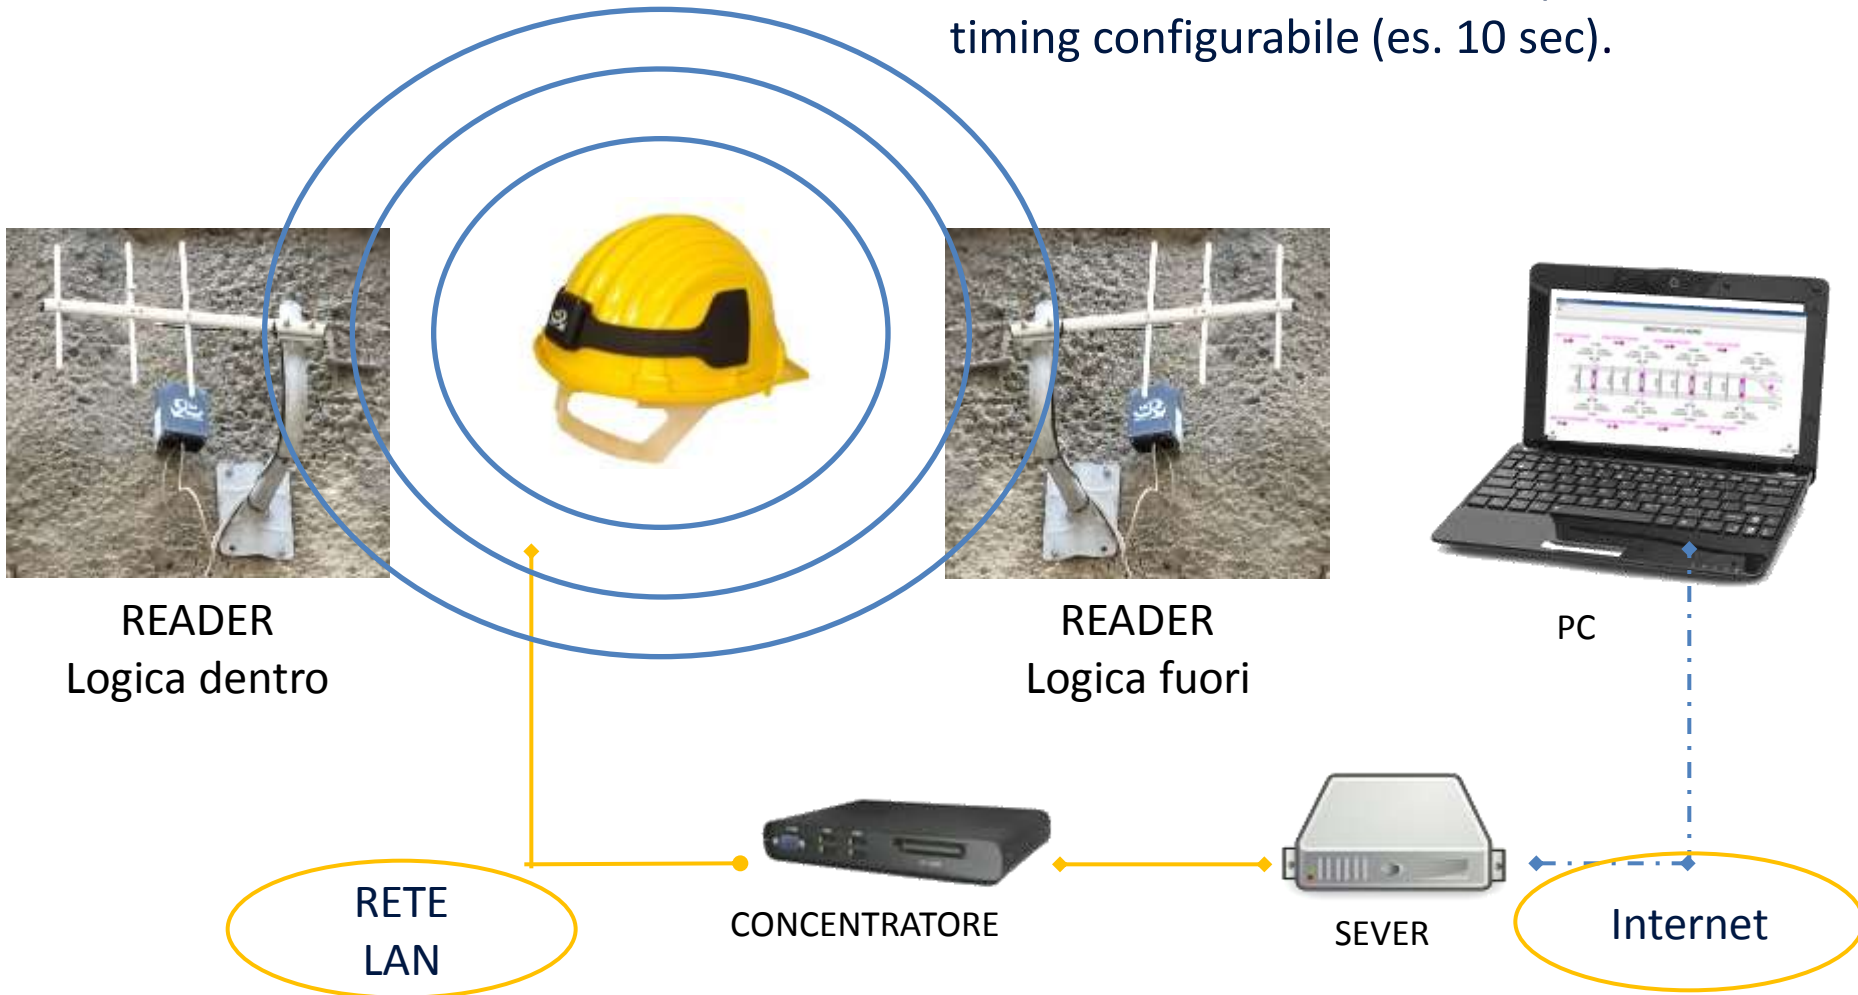 timing configurabile (es. 10 sec).
READER
Logica dentro
READER
Logica fuori
PC
RETE
LAN
CONCENTRATORE
SEVER
Internet